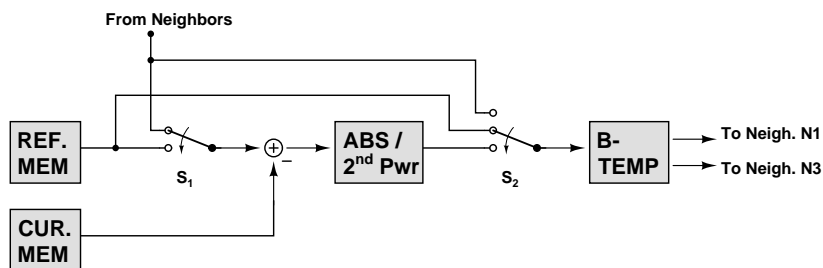 From Neighbors
REF.
MEM
S1
+
−
ABS /
2nd Pwr
S2
B-
TEMP
To Neigh. N1
To Neigh. N3
CUR.
MEM